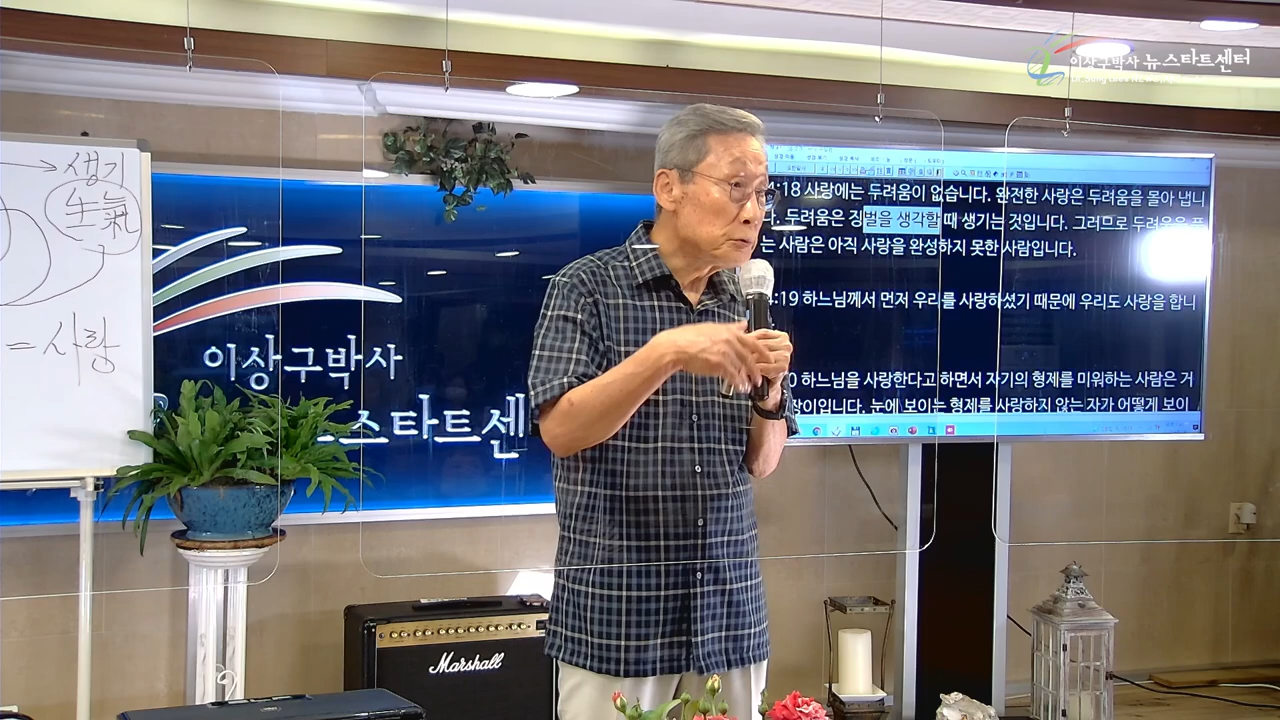 이상구박사 뉴스타트센터
생기
生氣
= 사랑
이상구박사
뉴스타트센
4:18 사랑에는 두려움이 없습니다. 완전한 사랑은 두려움을 몰아 냅니
다. 두려움은 징벌을 생각할 때 생기는 것입니다. 그러므로 두려움을 품
는 사람은 아직 사랑을 완성하지 못한 사람입니다.
4:19 하느님께서 먼저 우리를 사랑하셨기 때문에 우리도 사랑을 합니
0 하느님을 사랑한다고 하면서 자기의 형제를 미워하는 사람은 거
장이입니다. 눈에 보이는 형제를 사랑하지 않는 자가 어떻게 보이
Marshall